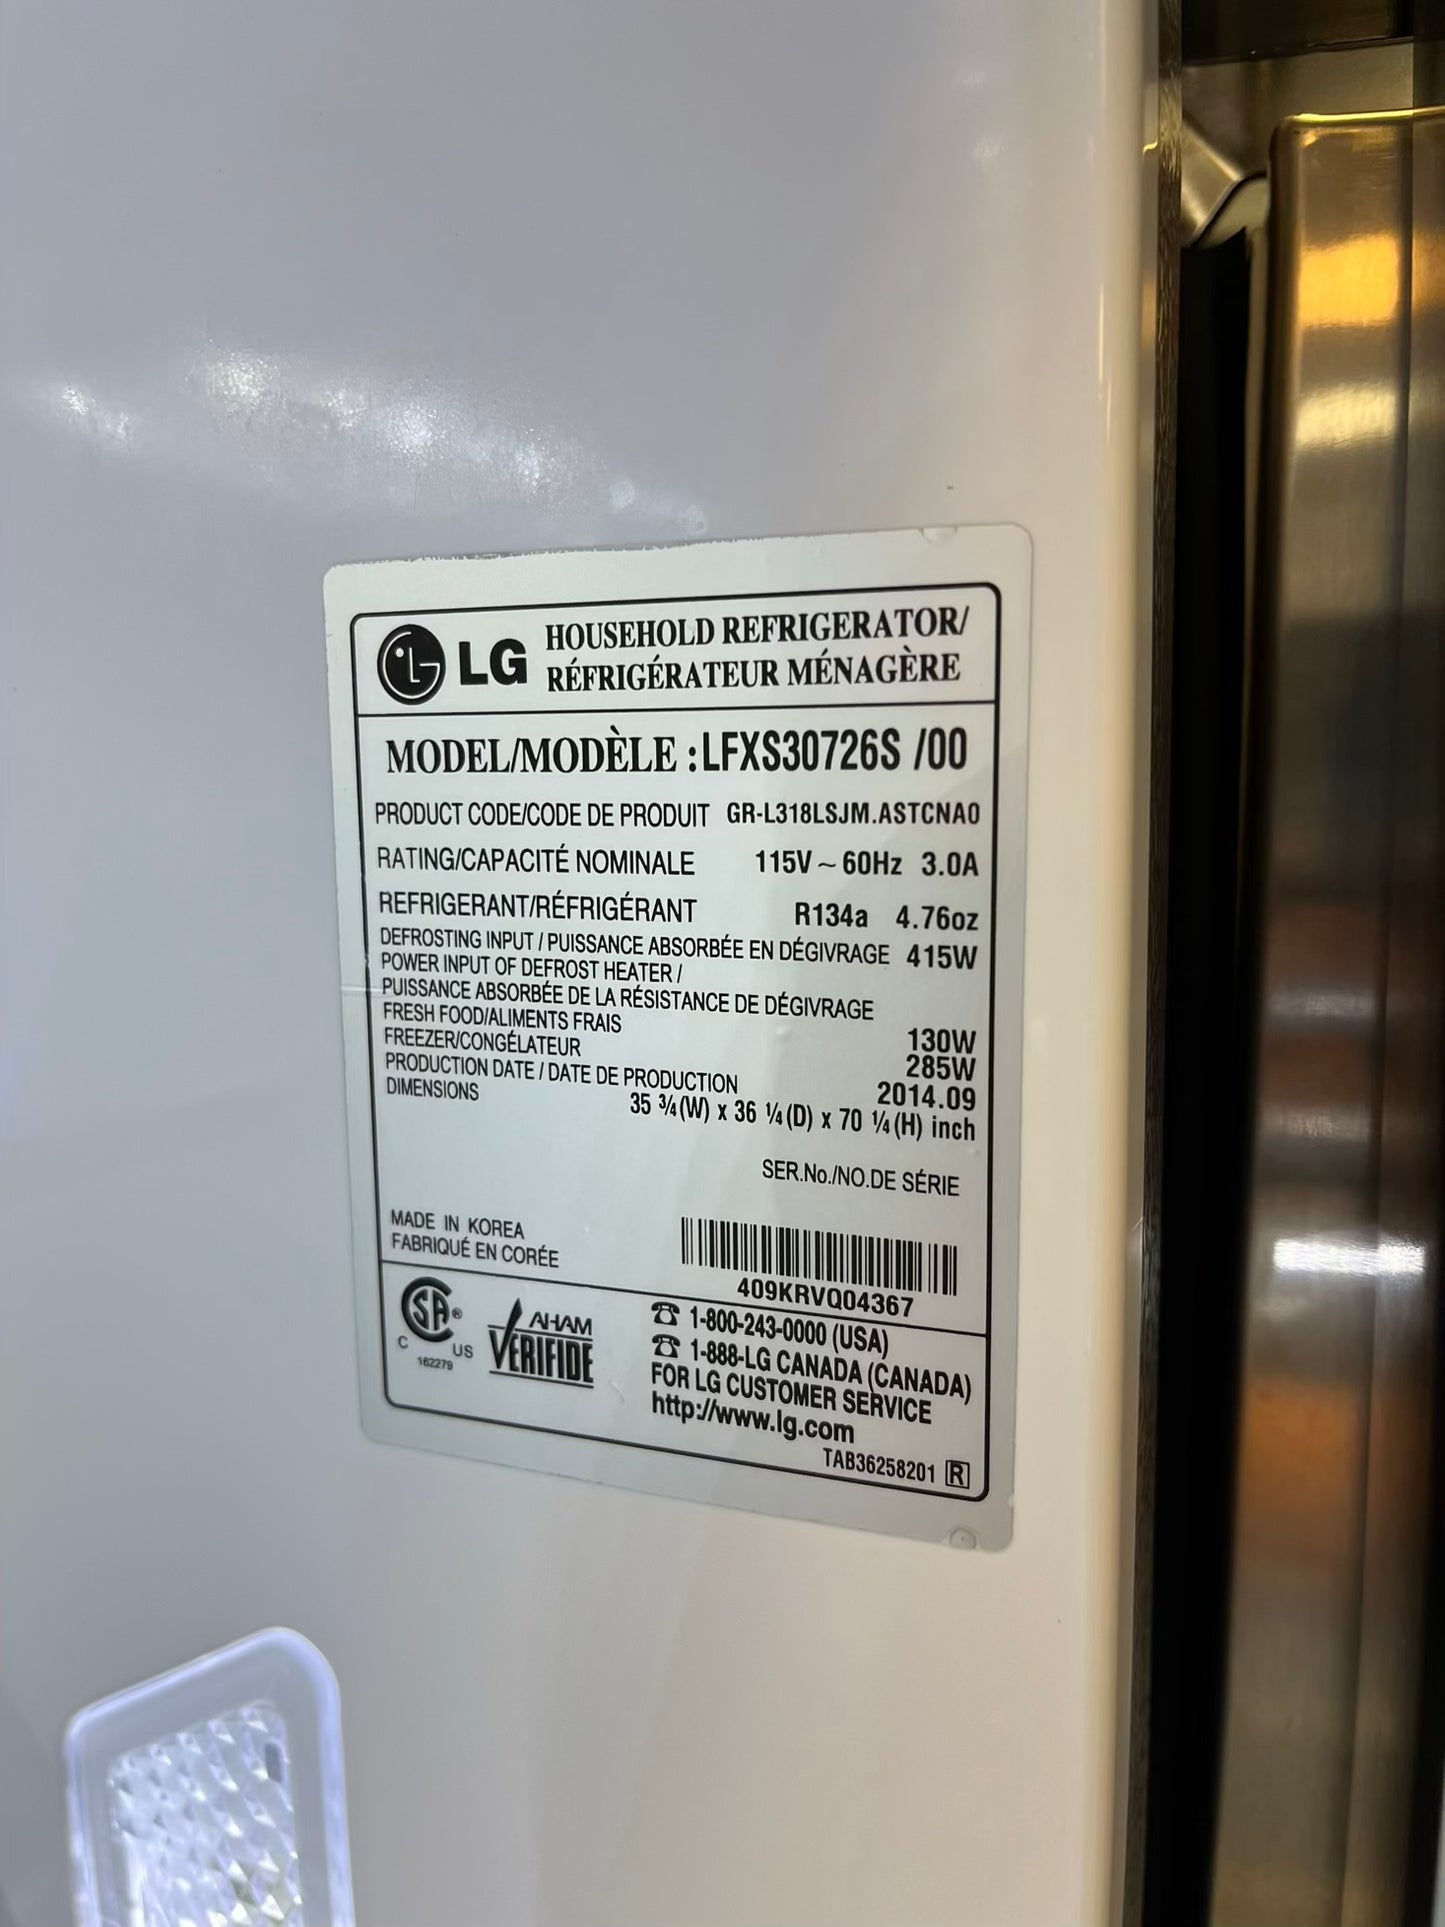 LG HOUSEHOLD REFRIGERATOR/
RÉFRIGÉRATEUR MÉNAGÈRE
MODEL/MODÈLE : LFXS30726S /00
PRODUCT CODE/CODE DE PRODUIT GR-L318LSJM.ASTCNA0
RATING/CAPACITÉ NOMINALE 115V ~ 60Hz 3.0A
REFRIGERANT/RÉFRIGÉRANT R134a 4.76oz
DEFROSTING INPUT / PUISSANCE ABSORBÉE EN DÉGIVRAGE 415W
POWER INPUT OF DEFROST HEATER /
PUISSANCE ABSORBÉE DE LA RÉSISTANCE DE DÉGIVRAGE
FRESH FOOD/ALIMENTS FRAIS 130W
FREEZER/CONGÉLATEUR 285W
PRODUCTION DATE / DATE DE PRODUCTION 2014.09
DIMENSIONS 35 ¾(W) x 36 ¼(D) x 70 ¼(H) inch
SER.No./NO.DE SÉRIE
MADE IN KOREA
FABRIQUÉ EN CORÉE
409KRVQ04367
SA®
C US
162279
AHAM
VERIFIDE
☎ 1-800-243-0000 (USA)
☎ 1-888-LG CANADA (CANADA)
FOR LG CUSTOMER SERVICE
http://www.lg.com
TAB36258201 R